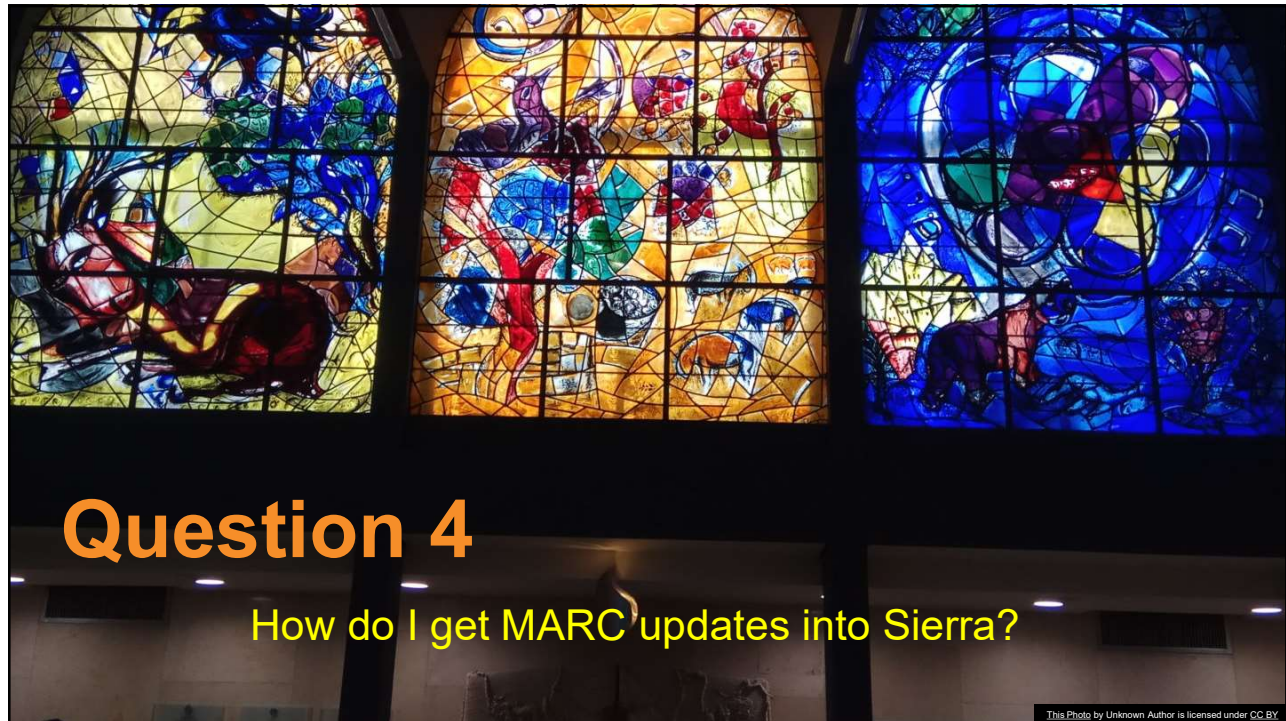 Question 4
How do I get MARC updates into Sierra?
This Photo by Unknown Author is licensed under CC BY